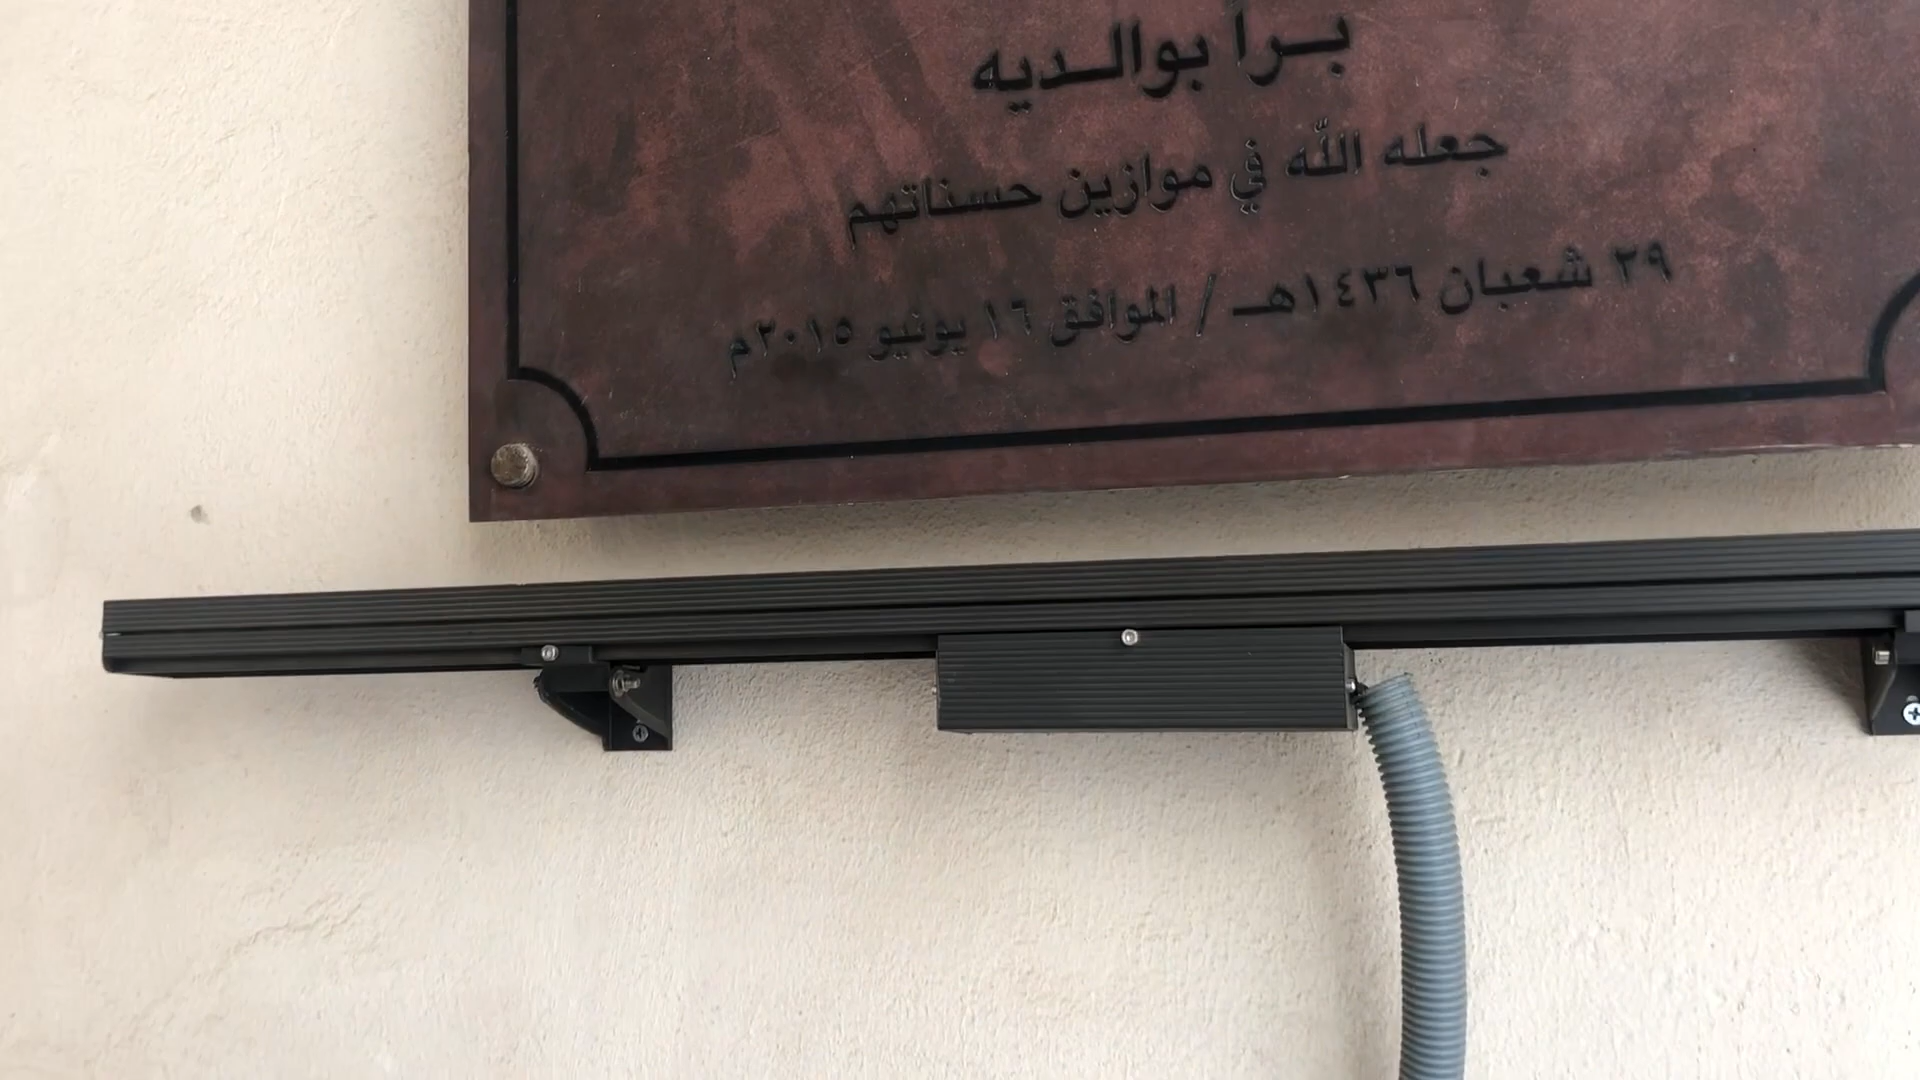 بـراً بوالـديه
جعله الله في موازين حسناتهم
٢٩ شعبان ١٤٣٦هـ / الموافق ١٦ يونيو ٢٠١٥م